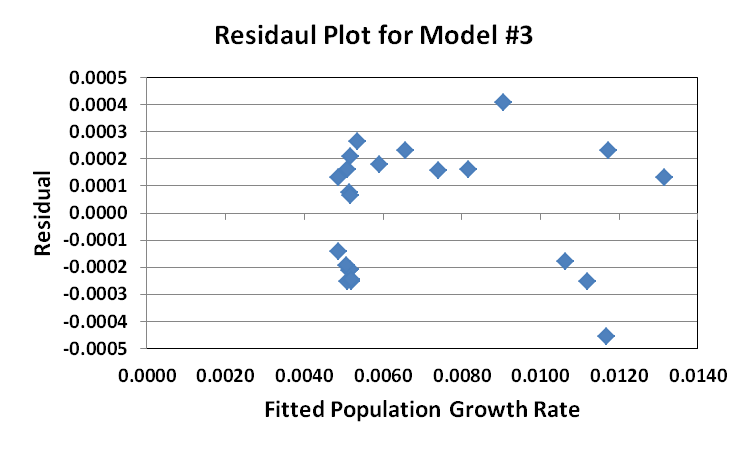 Residaul Plot for Model #3
0.0005
0.0004
0.0003
0.0002
0.0001
0.0000
-0.0001
-0.0002
-0.0003
-0.0004
-0.0005
Residual
0.0000 0.0020 0.0040 0.0060 0.0080 0.0100 0.0120 0.0140
Fitted Population Growth Rate